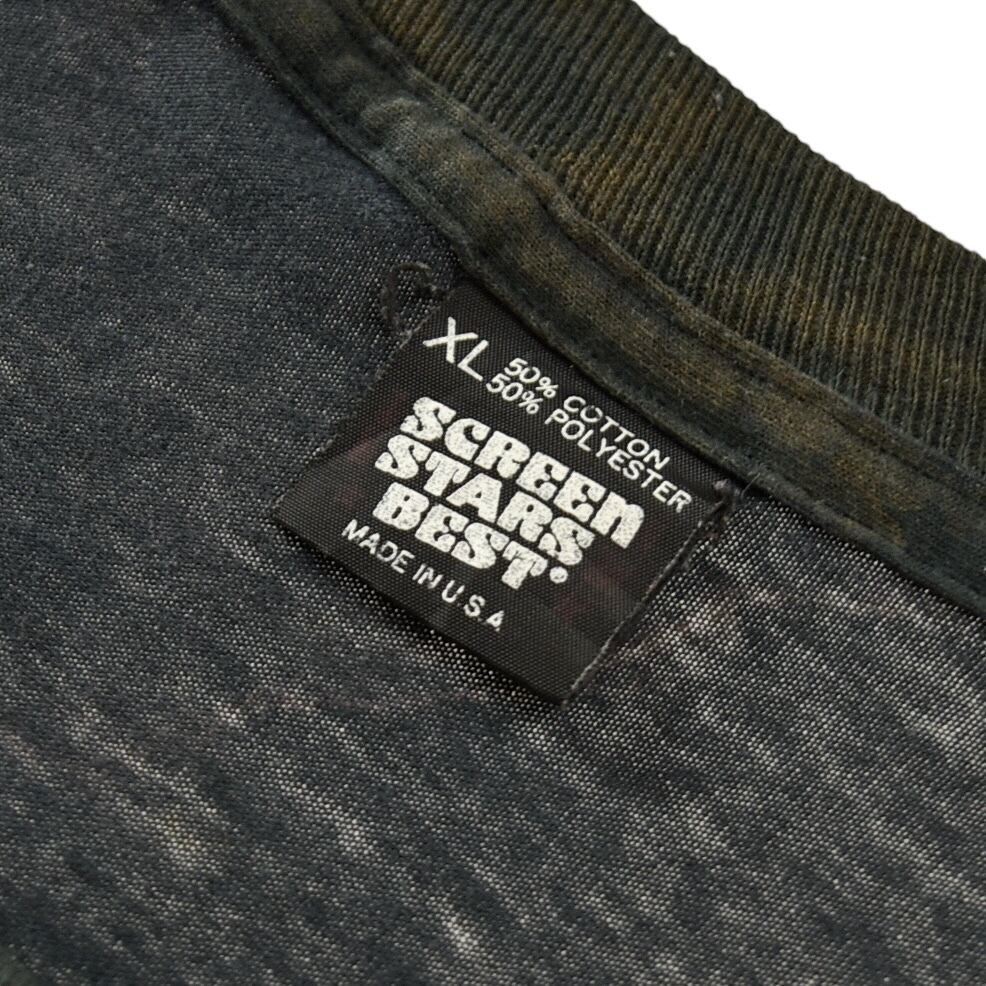 XL
50% COTTON
50% POLYESTER
SCREEN
STARS
BEST
MADE IN U.S.A